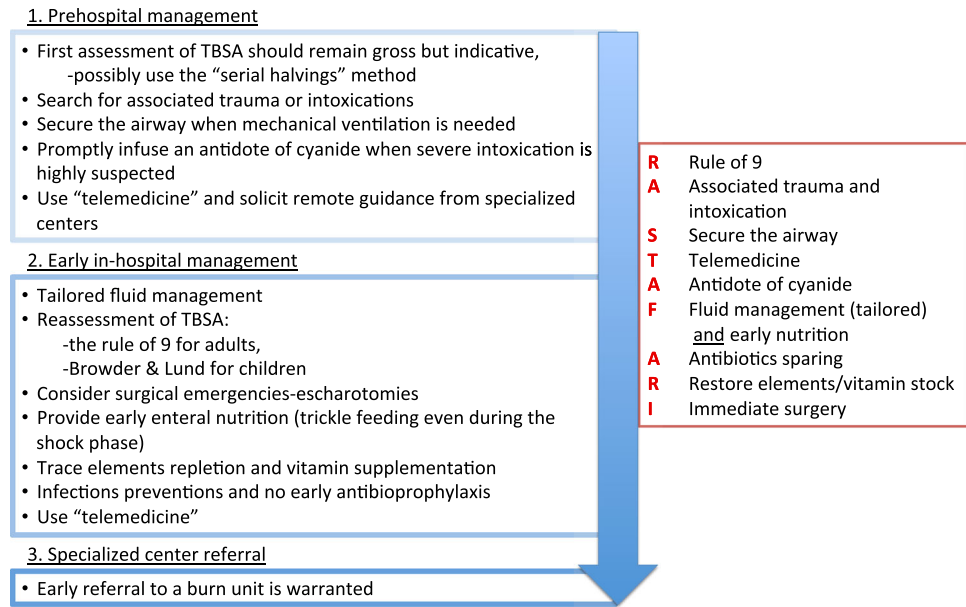 1. Prehospital management
• First assessment of TBSA should remain gross but indicative,
-possibly use the “serial halvings” method
• Search for associated trauma or intoxications
• Secure the airway when mechanical ventilation is needed
• Promptly infuse an antidote of cyanide when severe intoxication is
highly suspected
• Use “telemedicine” and solicit remote guidance from specialized
centers
2. Early in-hospital management
• Tailored fluid management
• Reassessment of TBSA:
-the rule of 9 for adults,
-Browder & Lund for children
• Consider surgical emergencies-escharotomies
• Provide early enteral nutrition (trickle feeding even during the
shock phase)
• Trace elements repletion and vitamin supplementation
• Infections preventions and no early antibioprophylaxis
• Use “telemedicine”
3. Specialized center referral
• Early referral to a burn unit is warranted
R Rule of 9
A Associated trauma and
intoxication
S Secure the airway
T Telemedicine
A Antidote of cyanide
F Fluid management (tailored)
and early nutrition
A Antibiotics sparing
R Restore elements/vitamin stock
I Immediate surgery